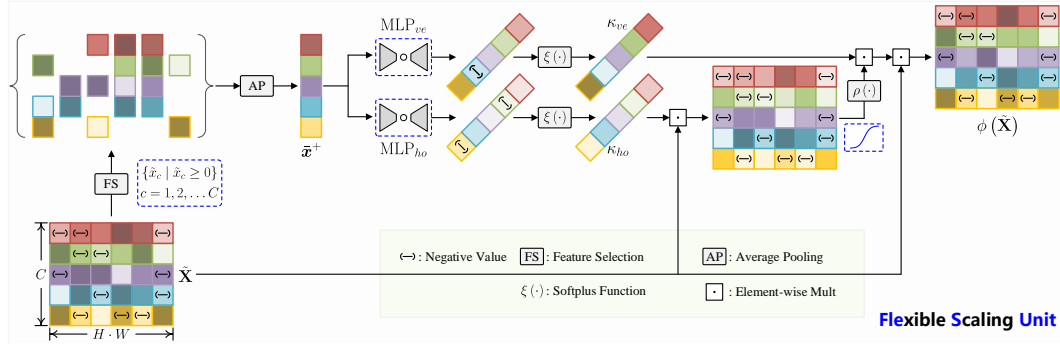 MLP_ve
κ_ve
ξ(·)
AP
x̄⁺
ρ(·)
φ(X̃)
MLP_ho
ξ(·)
κ_ho
FS
{x̃_c | x̃_c ≥ 0}
c = 1, 2, … C
C
X̃
H · W
(–) : Negative Value
FS : Feature Selection
AP : Average Pooling
ξ(·) : Softplus Function
· : Element-wise Mult
Flexible Scaling Unit